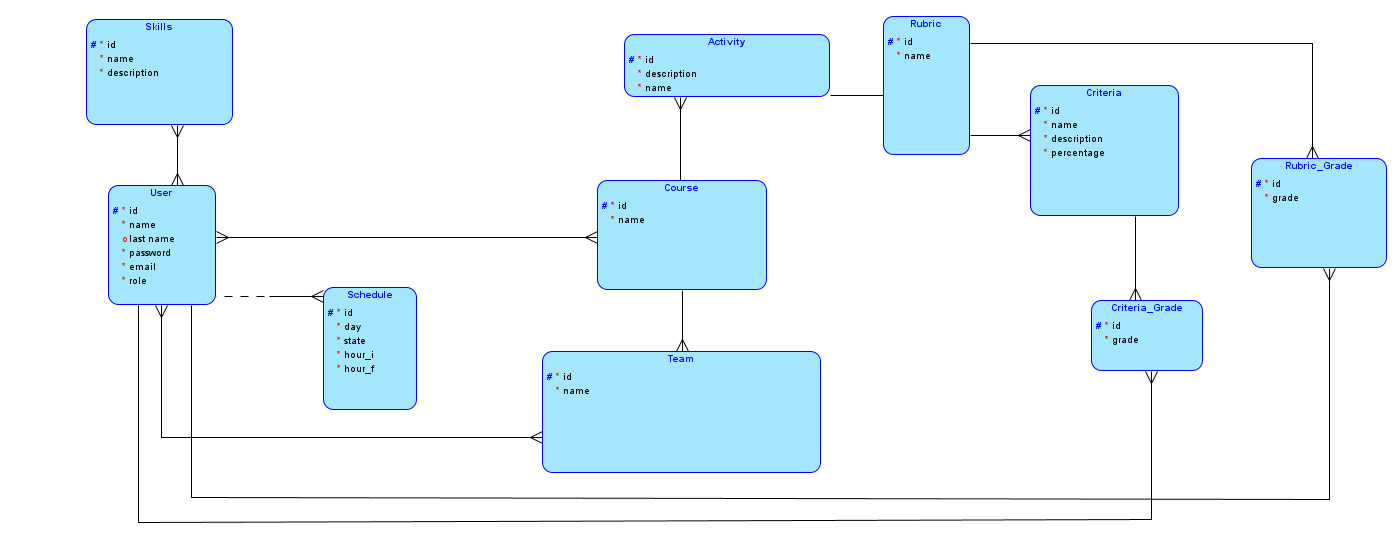 Skills
# * id
* name
* description
User
# * id
* name
o last name
* password
* email
* role
Schedule
# * id
* day
* state
* hour_i
* hour_f
Activity
# * id
* description
* name
Course
# * id
* name
Team
# * id
* name
Rubric
# * id
* name
Criteria
# * id
* name
* description
* percentage
Criteria_Grade
# * id
* grade
Rubric_Grade
# * id
* grade